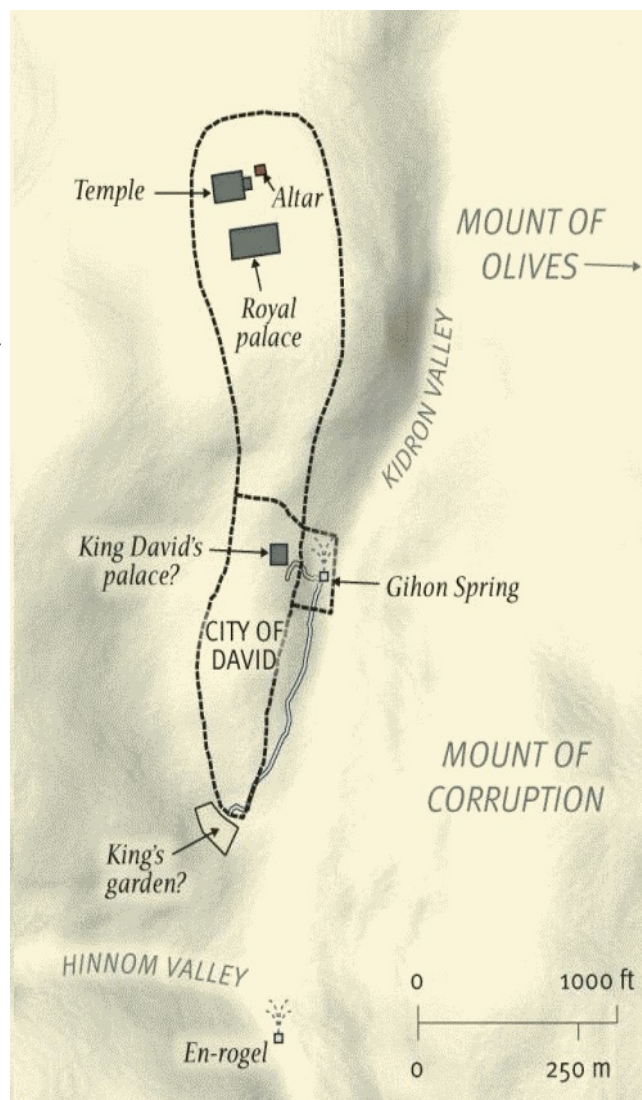 Temple
Altar
MOUNT OF
OLIVES
Royal
palace
KIDRON VALLEY
King David's
palace?
Gihon Spring
CITY OF
DAVID
MOUNT OF
CORRUPTION
King's
garden?
HINNOM VALLEY
0 1000 ft
En-rogel
0 250 m